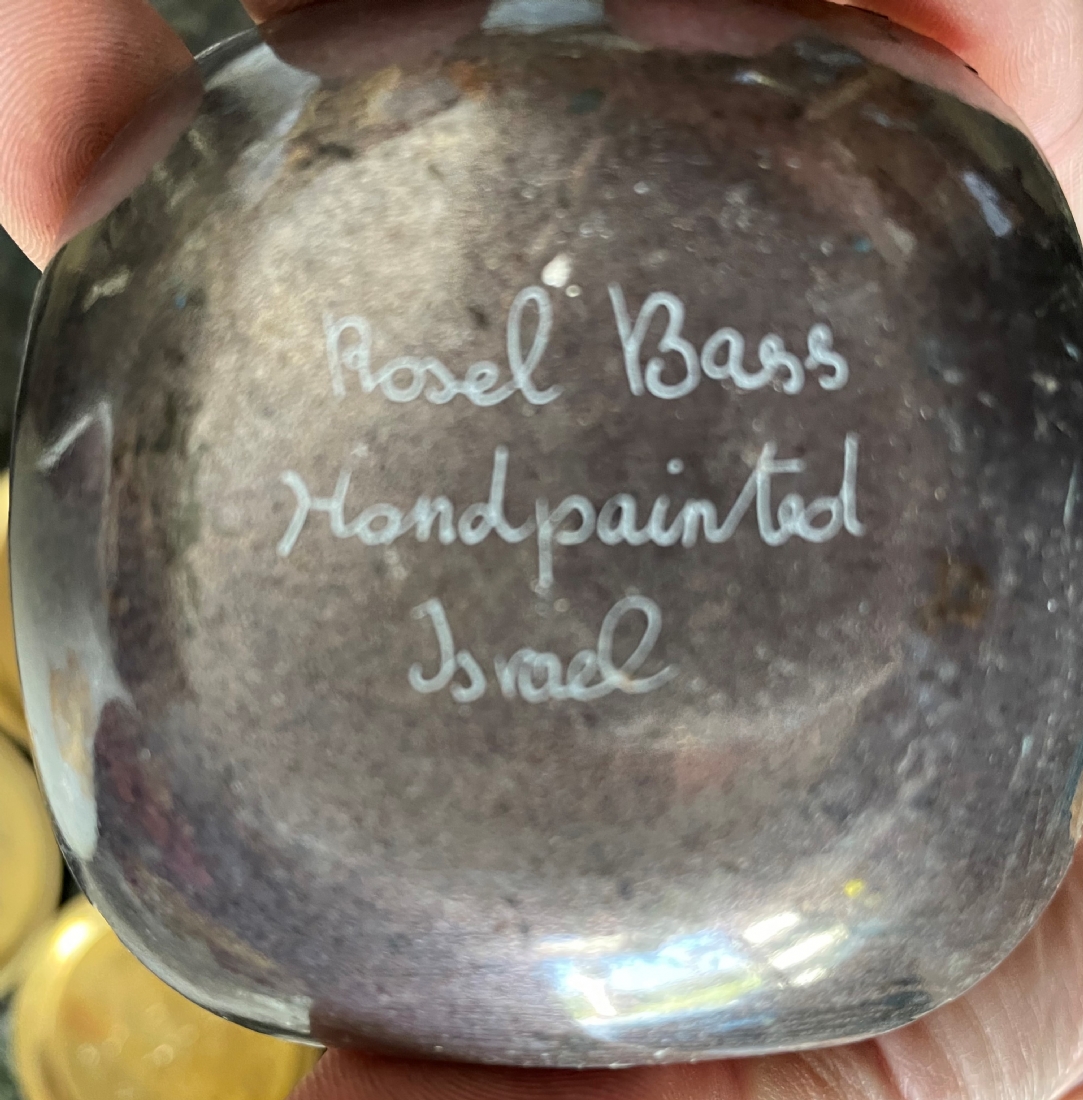 Rosel Bass
Handpainted
Israel